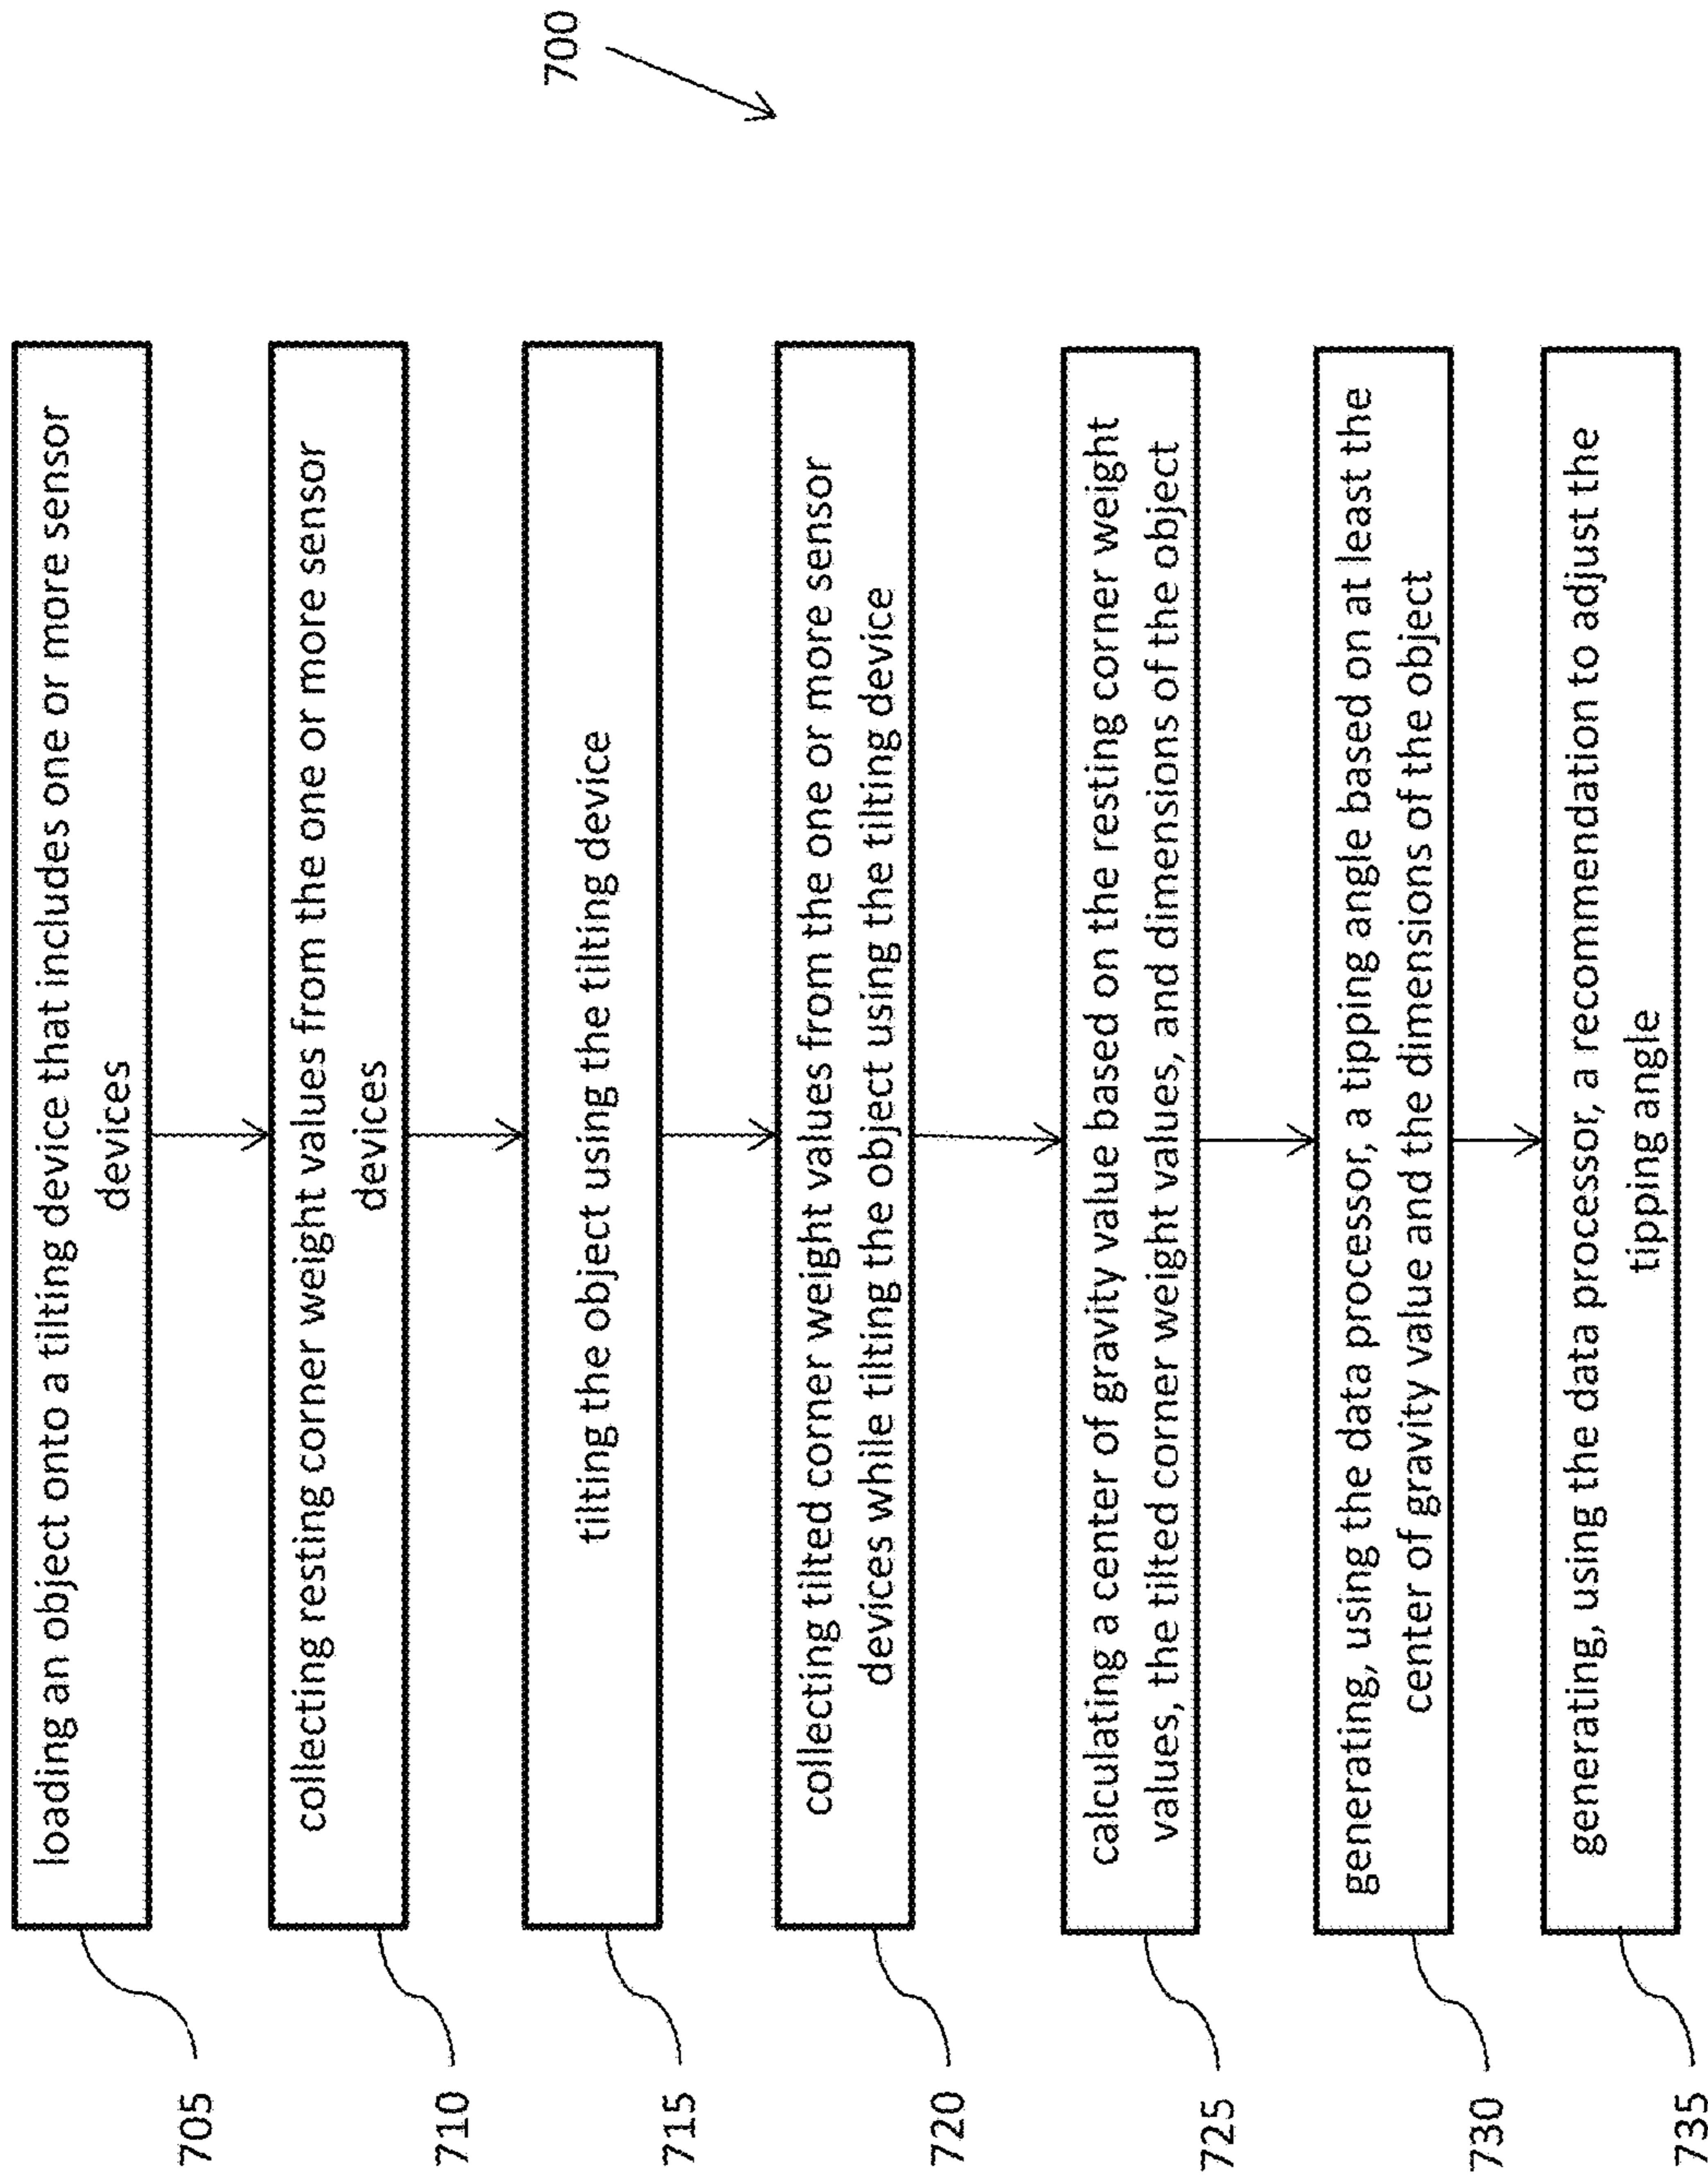 700
705
loading an object onto a tilting device that includes one or more sensor
devices
710
collecting resting corner weight values from the one or more sensor
devices
715
tilting the object using the tilting device
720
collecting tilted corner weight values from the one or more sensor
devices while tilting the object using the tilting device
725
calculating a center of gravity value based on the resting corner weight
values, the tilted corner weight values, and dimensions of the object
730
generating, using the data processor, a tipping angle based on at least the
center of gravity value and the dimensions of the object
735
generating, using the data processor, a recommendation to adjust the
tipping angle